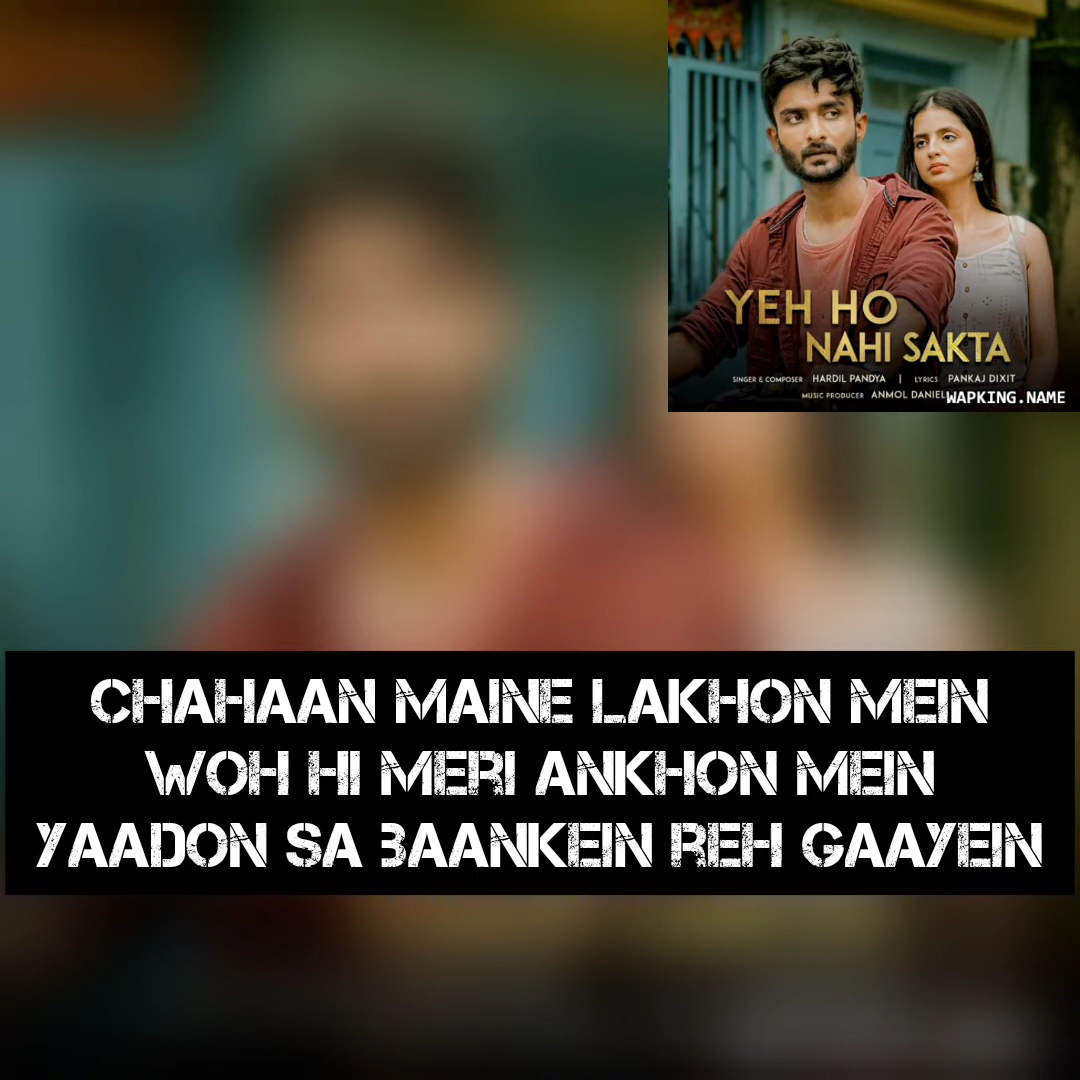 YEH HO
NAHI SAKTA
SINGER & COMPOSER HARDIL PANDYA | LYRICS PANKAJ DIXIT
MUSIC PRODUCER ANMOL DANIEL WAPKING.NAME
CHAHAAN MAINE LAKHON MEIN
WOH HI MERI ANKHON MEIN
YAADON SA BAANKEIN REH GAAYEIN